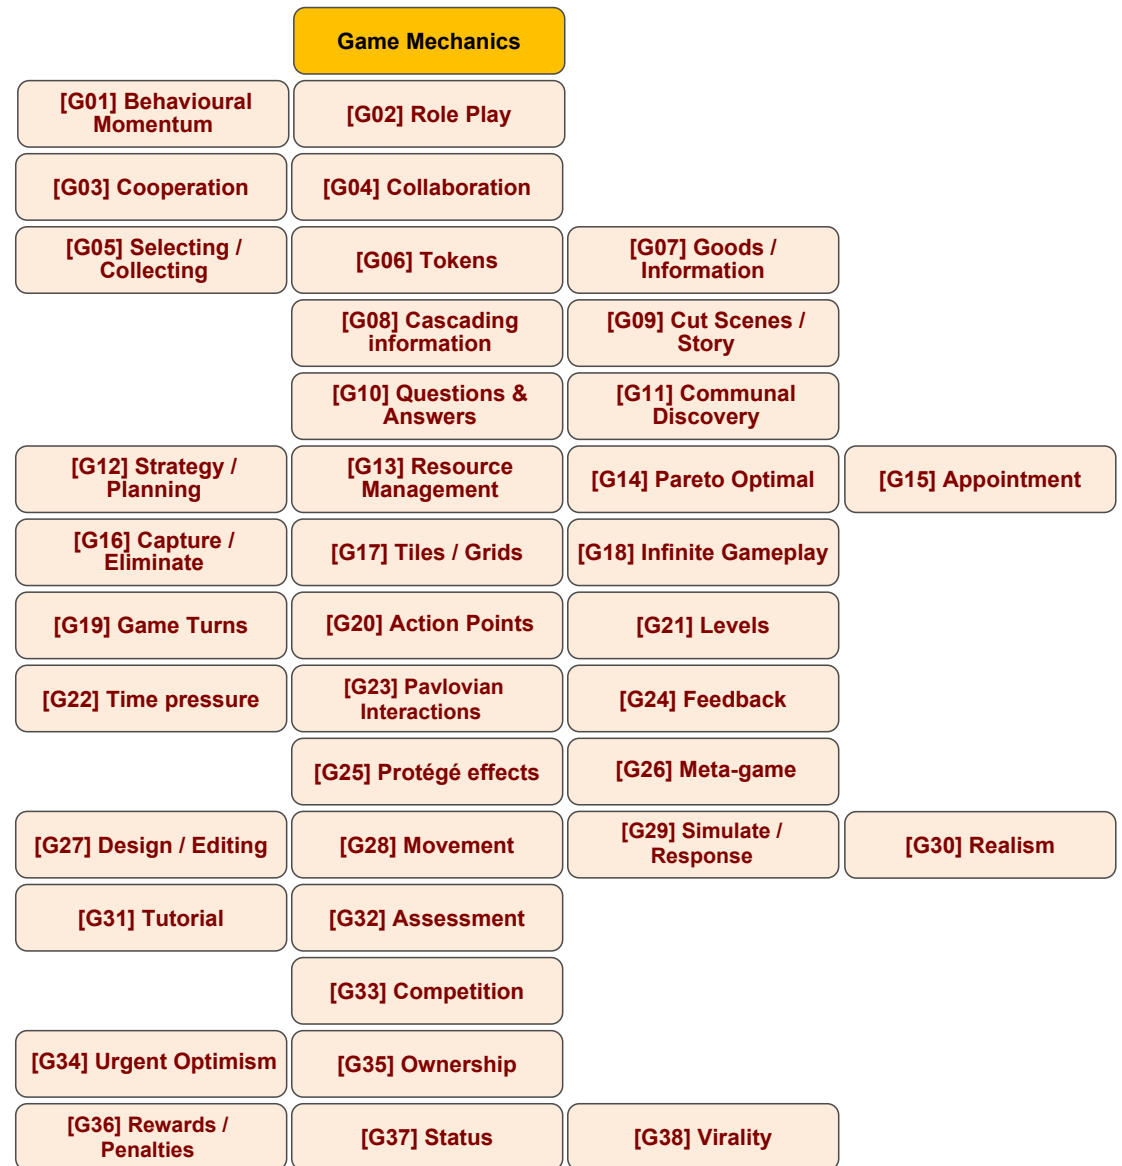 Game Mechanics
[G01] Behavioural
Momentum
[G02] Role Play
[G03] Cooperation
[G04] Collaboration
[G05] Selecting /
Collecting
[G06] Tokens
[G07] Goods /
Information
[G08] Cascading
information
[G09] Cut Scenes /
Story
[G10] Questions &
Answers
[G11] Communal
Discovery
[G12] Strategy /
Planning
[G13] Resource
Management
[G14] Pareto Optimal
[G15] Appointment
[G16] Capture /
Eliminate
[G17] Tiles / Grids
[G18] Infinite Gameplay
[G19] Game Turns
[G20] Action Points
[G21] Levels
[G22] Time pressure
[G23] Pavlovian
Interactions
[G24] Feedback
[G25] Protégé effects
[G26] Meta-game
[G27] Design / Editing
[G28] Movement
[G29] Simulate /
Response
[G30] Realism
[G31] Tutorial
[G32] Assessment
[G33] Competition
[G34] Urgent Optimism
[G35] Ownership
[G36] Rewards /
Penalties
[G37] Status
[G38] Virality